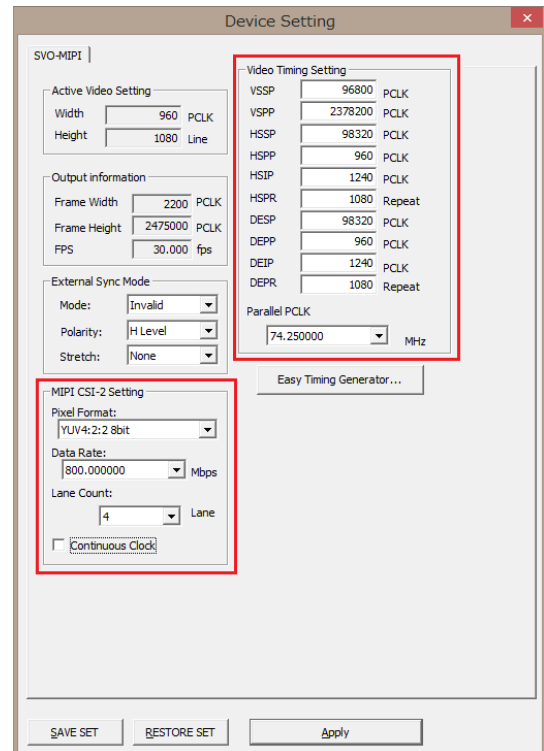 Device Setting
×
SVO-MIPI
Active Video Setting
Width 960 PCLK
Height 1080 Line
Output information
Frame Width 2200 PCLK
Frame Height 2475000 PCLK
FPS 30.000 fps
External Sync Mode
Mode: Invalid
Polarity: H Level
Stretch: None
MIPI CSI-2 Setting
Pixel Format:
YUV4:2:2 8bit
Data Rate:
800.000000 Mbps
Lane Count:
4 Lane
Continuous Clock
Video Timing Setting
VSSP 96800 PCLK
VSPP 2378200 PCLK
HSSP 98320 PCLK
HSPP 960 PCLK
HSIP 1240 PCLK
HSPR 1080 Repeat
DESP 98320 PCLK
DEPP 960 PCLK
DEIP 1240 PCLK
DEPR 1080 Repeat
Parallel PCLK
74.250000 MHz
Easy Timing Generator...
SAVE SET
RESTORE SET
Apply